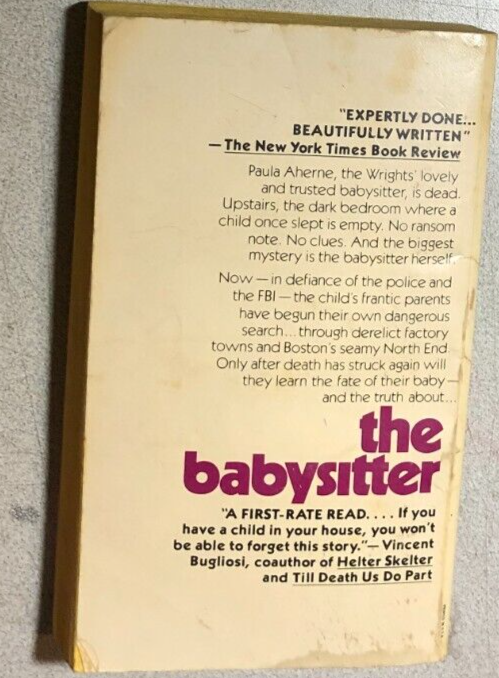 "EXPERTLY DONE...
BEAUTIFULLY WRITTEN"
— The New York Times Book Review
Paula Aherne, the Wrights' lovely
and trusted babysitter, is dead.
Upstairs, the dark bedroom where a
child once slept is empty. No ransom
note. No clues. And the biggest
mystery is the babysitter herself.
Now — in defiance of the police and
the FBI — the child's frantic parents
have begun their own dangerous
search...through derelict factory
towns and Boston's seamy North End.
Only after death has struck again will
they learn the fate of their baby —
and the truth about...
the
babysitter
"A FIRST-RATE READ. . . . If you
have a child in your house, you won't
be able to forget this story."— Vincent
Bugliosi, coauthor of Helter Skelter
and Till Death Us Do Part